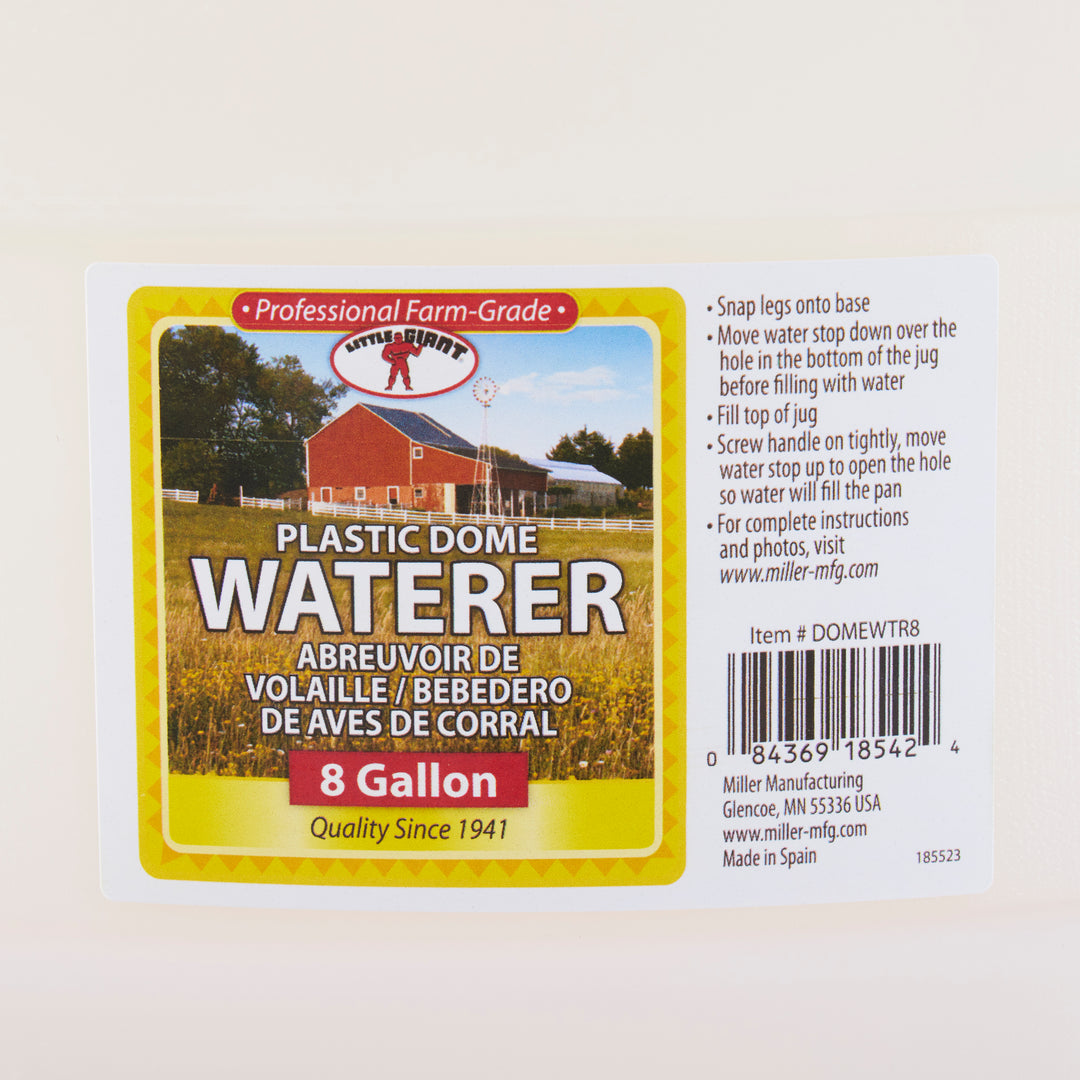 • Professional Farm-Grade •
LITTLE GIANT
PLASTIC DOME
WATERER
ABREUVOIR DE
VOLAILLE / BEBEDERO
DE AVES DE CORRAL
8 Gallon
Quality Since 1941
• Snap legs onto base
• Move water stop down over the
hole in the bottom of the jug
before filling with water
• Fill top of jug
• Screw handle on tightly, move
water stop up to open the hole
so water will fill the pan
• For complete instructions
and photos, visit
www.miller-mfg.com
Item # DOMEWTR8
0 84369 18542 4
Miller Manufacturing
Glencoe, MN 55336 USA
www.miller-mfg.com
Made in Spain
185523